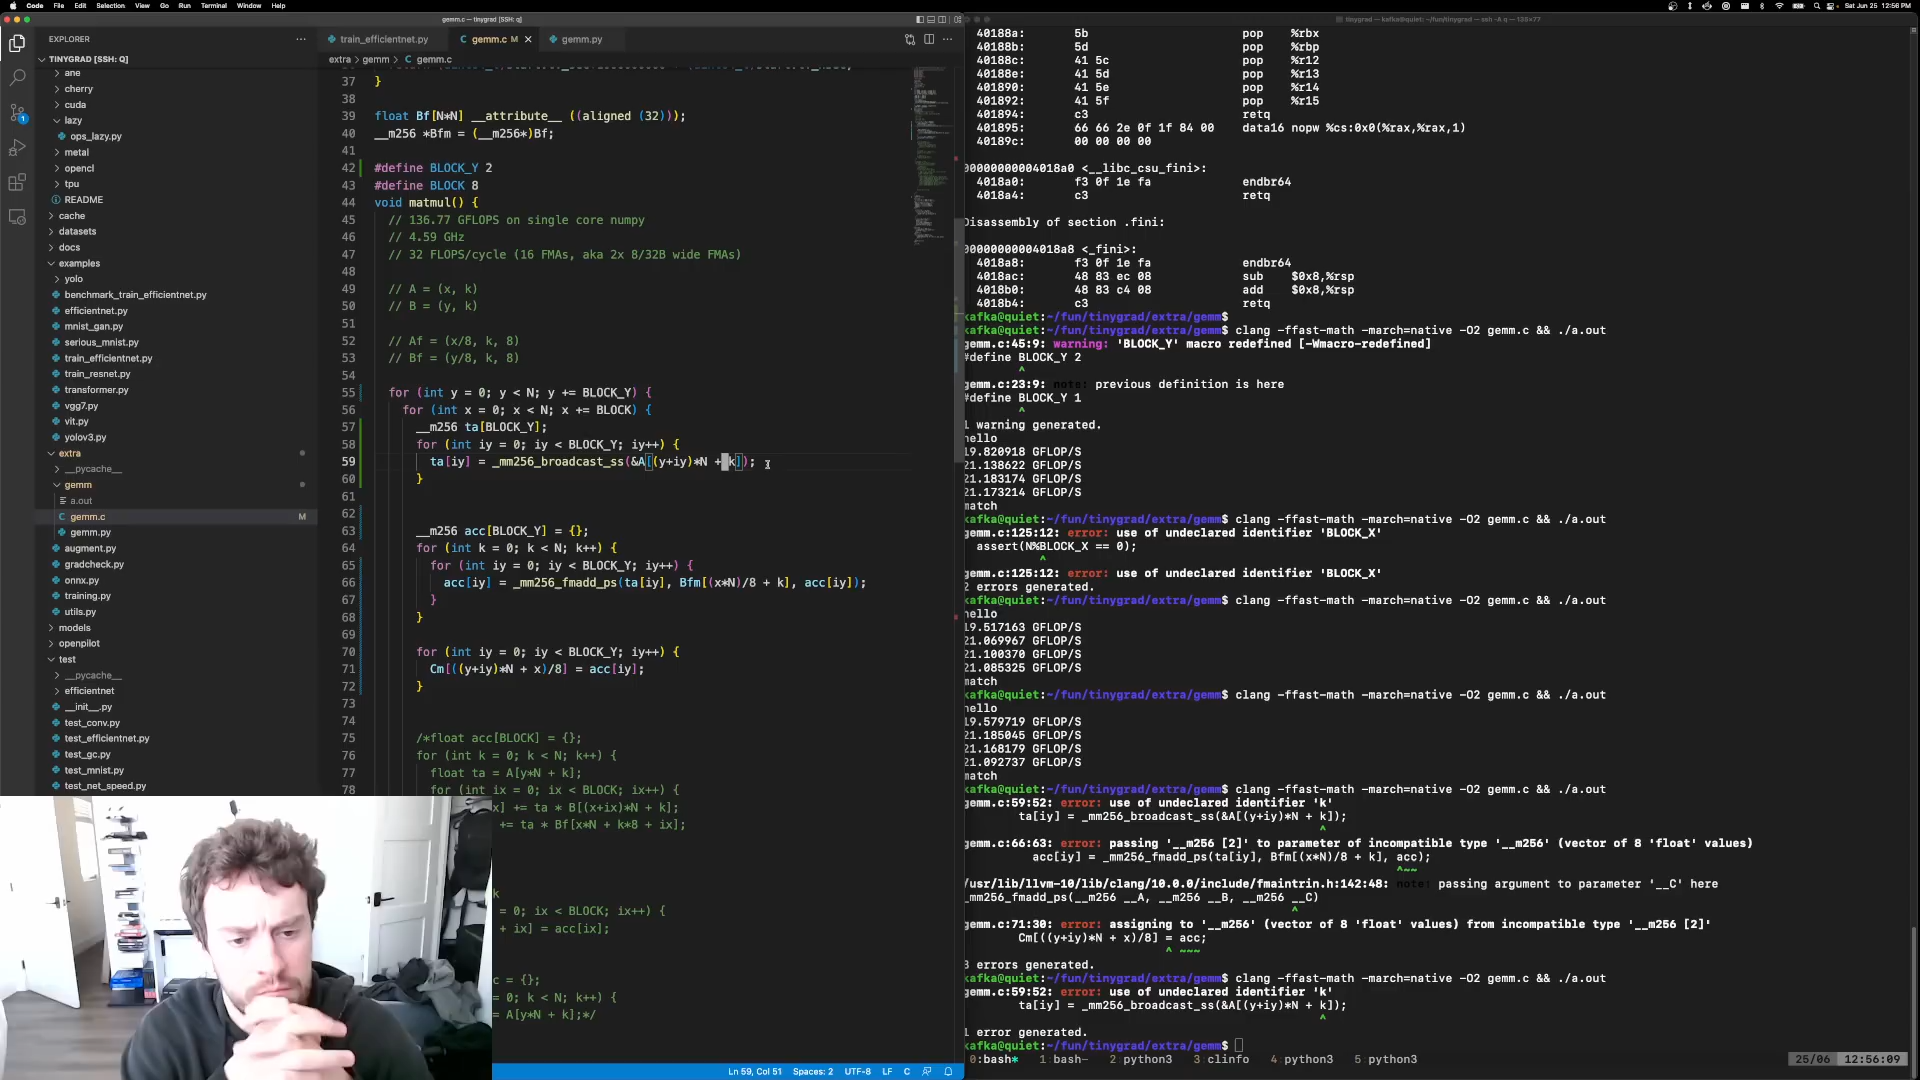 Code File Edit Selection View Go Run Terminal Window Help
Sat Jun 25 12:56 PM
gemm.c — tinygrad [SSH: q]
tinygrad — kafka@quiet: ~/fun/tinygrad — ssh -A q — 135×77
EXPLORER
train_efficientnet.py
gemm.c M
gemm.py
extra > gemm > gemm.c
TINYGRAD [SSH: Q]
ane
cherry
cuda
lazy
ops_lazy.py
metal
opencl
tpu
README
cache
datasets
docs
examples
yolo
benchmark_train_efficientnet.py
efficientnet.py
mnist_gan.py
serious_mnist.py
train_efficientnet.py
train_resnet.py
transformer.py
vgg7.py
vit.py
yolov3.py
extra
__pycache__
gemm
a.out
gemm.c M
gemm.py
augment.py
gradcheck.py
onnx.py
training.py
utils.py
models
openpilot
test
__pycache__
efficientnet
__init__.py
test_conv.py
test_efficientnet.py
test_gc.py
test_mnist.py
test_net_speed.py
37 }
38
39 float Bf[N*N] __attribute__ ((aligned (32)));
40 __m256 *Bfm = (__m256*)Bf;
41
42 #define BLOCK_Y 2
43 #define BLOCK 8
44 void matmul() {
45 // 136.77 GFLOPS on single core numpy
46 // 4.59 GHz
47 // 32 FLOPS/cycle (16 FMAs, aka 2x 8/32B wide FMAs)
48
49 // A = (x, k)
50 // B = (y, k)
51
52 // Af = (x/8, k, 8)
53 // Bf = (y/8, k, 8)
54
55 for (int y = 0; y < N; y += BLOCK_Y) {
56 for (int x = 0; x < N; x += BLOCK) {
57 __m256 ta[BLOCK_Y];
58 for (int iy = 0; iy < BLOCK_Y; iy++) {
59 ta[iy] = _mm256_broadcast_ss(&A[(y+iy)*N + k]);
60 }
61
62
63 __m256 acc[BLOCK_Y] = {};
64 for (int k = 0; k < N; k++) {
65 for (int iy = 0; iy < BLOCK_Y; iy++) {
66 acc[iy] = _mm256_fmadd_ps(ta[iy], Bfm[(x*N)/8 + k], acc[iy]);
67 }
68 }
69
70 for (int iy = 0; iy < BLOCK_Y; iy++) {
71 Cm[((y+iy)*N + x)/8] = acc[iy];
72 }
73
74
75 /*float acc[BLOCK] = {};
76 for (int k = 0; k < N; k++) {
77 float ta = A[y*N + k];
78 for (int ix = 0; ix < BLOCK; ix++) {
x] += ta * B[(x+ix)*N + k];
+= ta * Bf[x*N + k*8 + ix];
k
= 0; ix < BLOCK; ix++) {
+ ix] = acc[ix];
c = {};
= 0; k < N; k++) {
= A[y*N + k];*/
Ln 59, Col 51 Spaces: 2 UTF-8 LF C
40188a: 5b pop %rbx
40188b: 5d pop %rbp
40188c: 41 5c pop %r12
40188e: 41 5d pop %r13
401890: 41 5e pop %r14
401892: 41 5f pop %r15
401894: c3 retq
401895: 66 66 2e 0f 1f 84 00 data16 nopw %cs:0x0(%rax,%rax,1)
40189c: 00 00 00 00
00000000004018a0 <__libc_csu_fini>:
4018a0: f3 0f 1e fa endbr64
4018a4: c3 retq
Disassembly of section .fini:
00000000004018a8 <_fini>:
4018a8: f3 0f 1e fa endbr64
4018ac: 48 83 ec 08 sub $0x8,%rsp
4018b0: 48 83 c4 08 add $0x8,%rsp
4018b4: c3 retq
kafka@quiet:~/fun/tinygrad/extra/gemm$
kafka@quiet:~/fun/tinygrad/extra/gemm$ clang -ffast-math -march=native -O2 gemm.c && ./a.out
gemm.c:45:9: warning: 'BLOCK_Y' macro redefined [-Wmacro-redefined]
#define BLOCK_Y 2
^
gemm.c:23:9: note: previous definition is here
#define BLOCK_Y 1
^
1 warning generated.
hello
19.820918 GFLOP/S
21.138622 GFLOP/S
21.183174 GFLOP/S
21.173214 GFLOP/S
match
kafka@quiet:~/fun/tinygrad/extra/gemm$ clang -ffast-math -march=native -O2 gemm.c && ./a.out
gemm.c:125:12: error: use of undeclared identifier 'BLOCK_X'
assert(N%BLOCK_X == 0);
^
gemm.c:125:12: error: use of undeclared identifier 'BLOCK_X'
2 errors generated.
kafka@quiet:~/fun/tinygrad/extra/gemm$ clang -ffast-math -march=native -O2 gemm.c && ./a.out
hello
19.517163 GFLOP/S
21.069967 GFLOP/S
21.100370 GFLOP/S
21.085325 GFLOP/S
match
kafka@quiet:~/fun/tinygrad/extra/gemm$ clang -ffast-math -march=native -O2 gemm.c && ./a.out
hello
19.579719 GFLOP/S
21.185045 GFLOP/S
21.168179 GFLOP/S
21.092737 GFLOP/S
match
kafka@quiet:~/fun/tinygrad/extra/gemm$ clang -ffast-math -march=native -O2 gemm.c && ./a.out
gemm.c:59:52: error: use of undeclared identifier 'k'
ta[iy] = _mm256_broadcast_ss(&A[(y+iy)*N + k]);
^
gemm.c:66:63: error: passing '__m256 [2]' to parameter of incompatible type '__m256' (vector of 8 'float' values)
acc[iy] = _mm256_fmadd_ps(ta[iy], Bfm[(x*N)/8 + k], acc);
^~~
/usr/lib/llvm-10/lib/clang/10.0.0/include/fmaintrin.h:142:48: note: passing argument to parameter '__C' here
_mm256_fmadd_ps(__m256 __A, __m256 __B, __m256 __C)
^
gemm.c:71:30: error: assigning to '__m256' (vector of 8 'float' values) from incompatible type '__m256 [2]'
Cm[((y+iy)*N + x)/8] = acc;
^ ~~~
3 errors generated.
kafka@quiet:~/fun/tinygrad/extra/gemm$ clang -ffast-math -march=native -O2 gemm.c && ./a.out
gemm.c:59:52: error: use of undeclared identifier 'k'
ta[iy] = _mm256_broadcast_ss(&A[(y+iy)*N + k]);
^
1 error generated.
kafka@quiet:~/fun/tinygrad/extra/gemm$
0:bash* 1 bash- 2 python3 3 clinfo 4 python3 5 python3 25/06 12:56:09